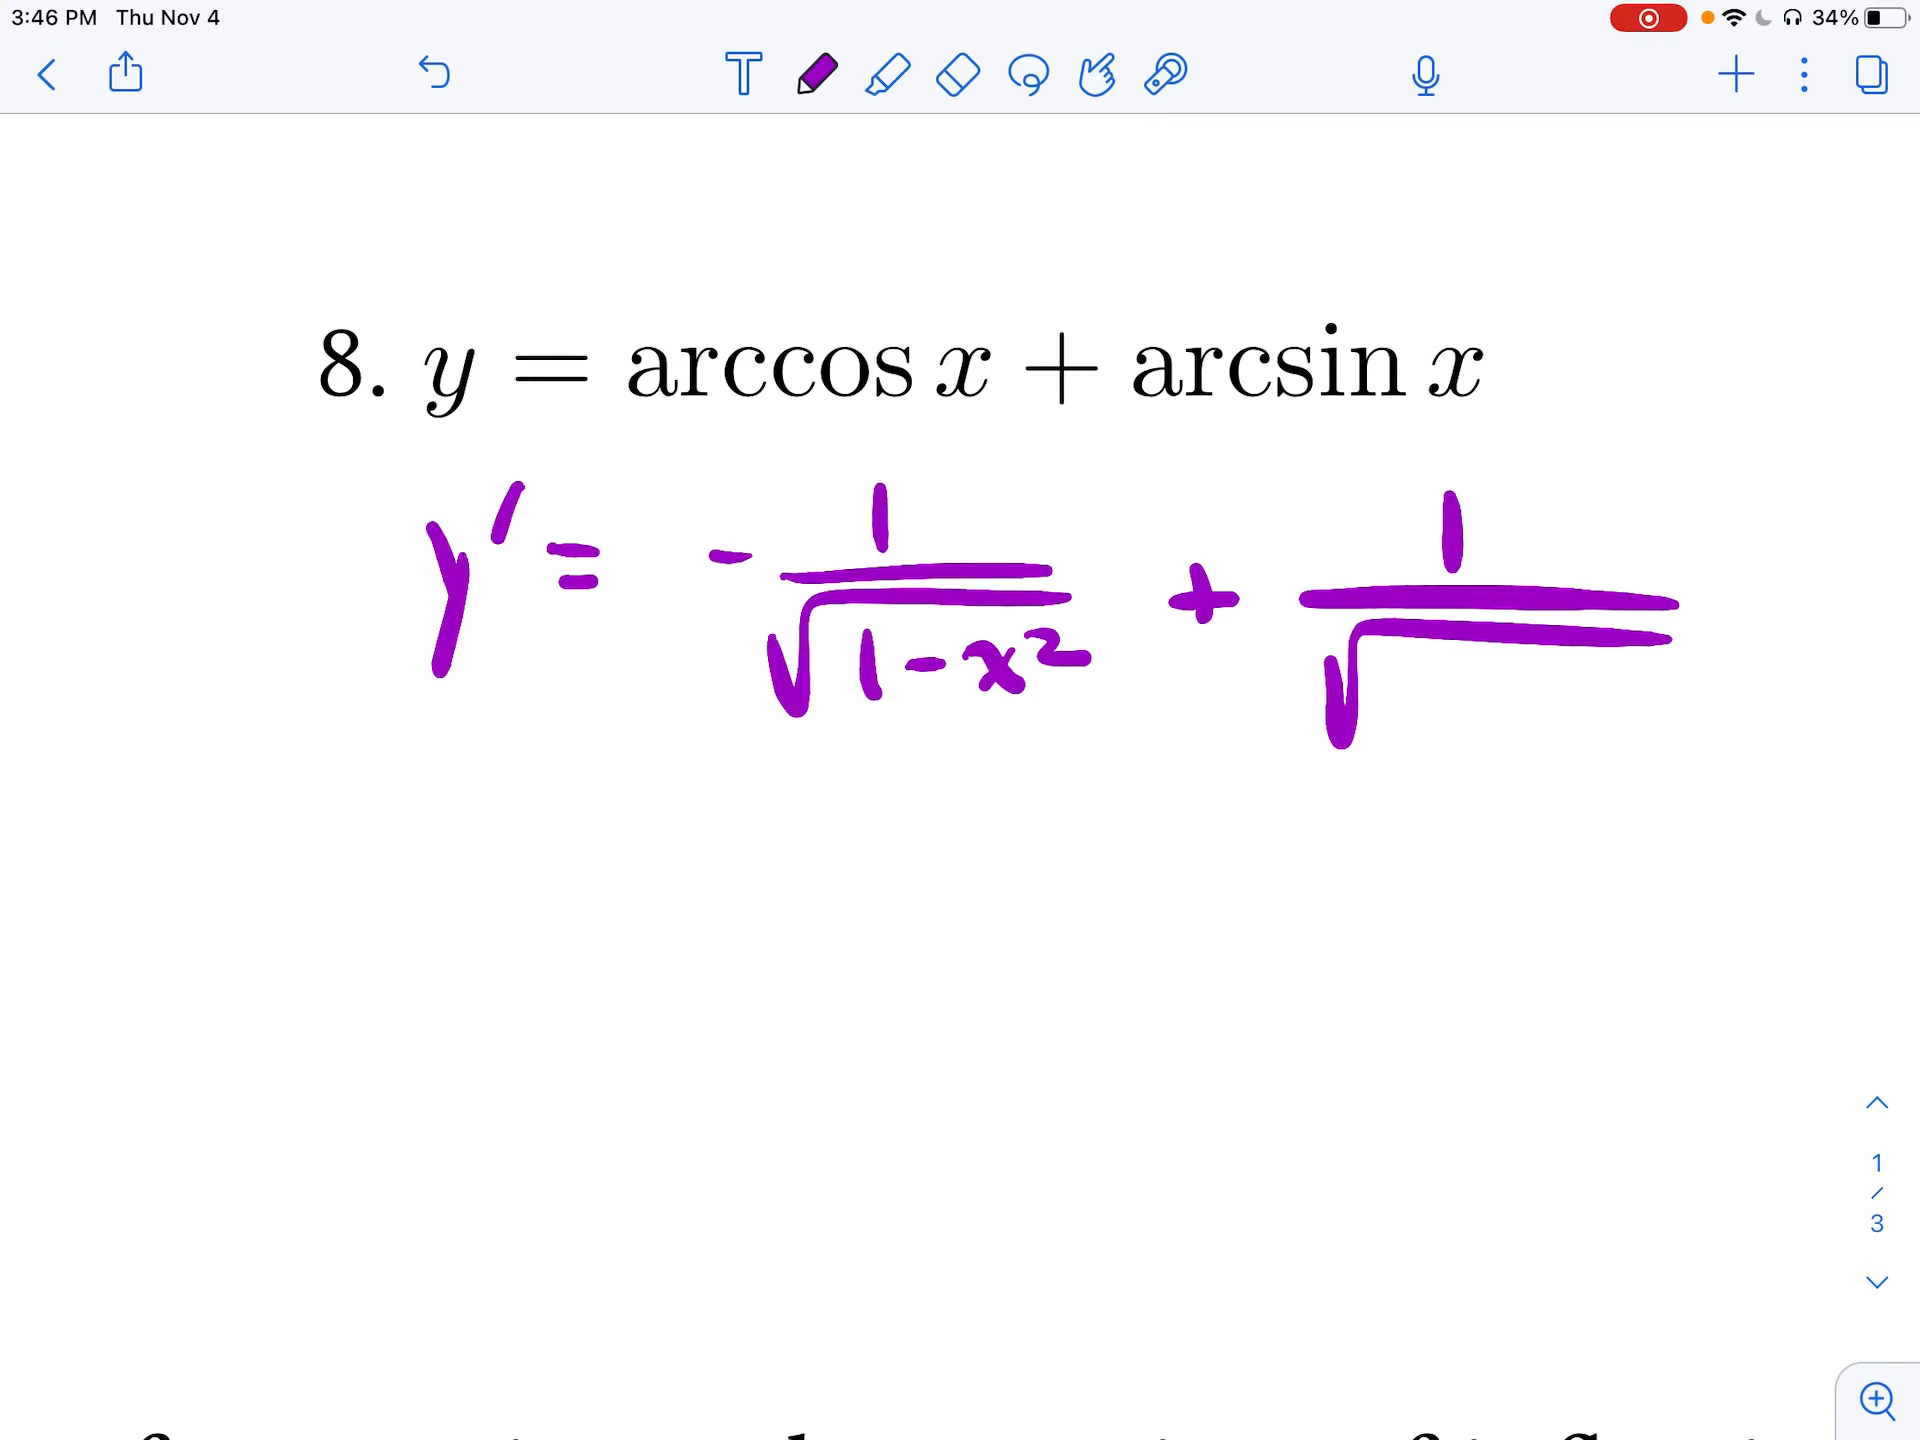 3:46 PM Thu Nov 4 34%
T
8. y = arccos x + arcsin x
y' = - 1/√(1-x²) + 1/√
1
/
3